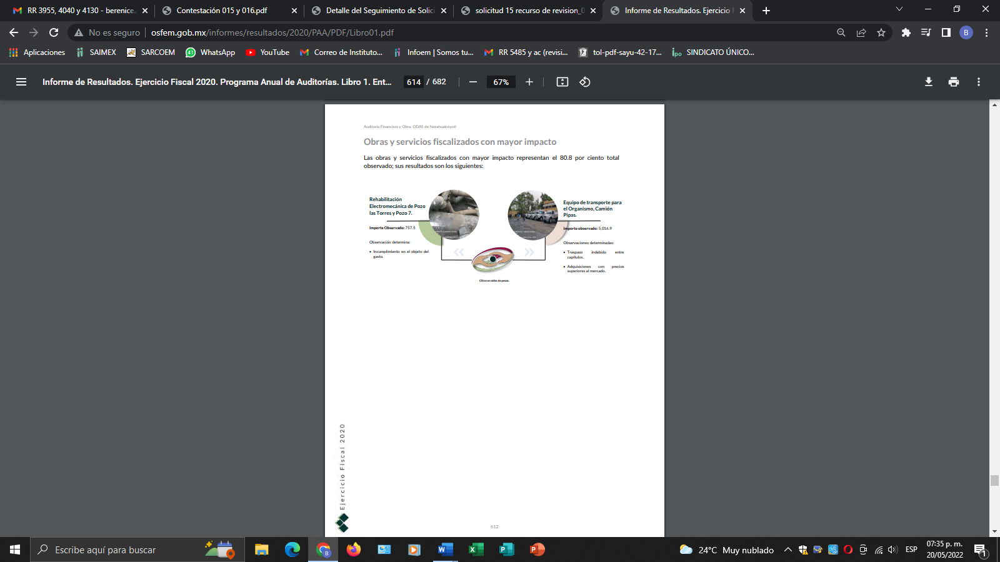 RR 3955, 4040 y 4130 - berenice.
Contestación 015 y 016.pdf
Detalle del Seguimiento de Solici
solicitud 15 recurso de revision_0
Informe de Resultados. Ejercicio F
No es seguro
osfem.gob.mx/informes/resultados/2020/PAA/PDF/Libro01.pdf
B
Aplicaciones
SAIMEX
SARCOEM
WhatsApp
YouTube
Correo de Instituto...
Infoem | Somos tu...
RR 5485 y ac (revisi...
tol-pdf-sayu-42-17...
SINDICATO ÚNICO...
Informe de Resultados. Ejercicio Fiscal 2020. Programa Anual de Auditorías. Libro 1. Ent...
614 / 682
67%
Auditoría Financiera y Obra. ODAS de Nezahualcóyotl
Obras y servicios fiscalizados con mayor impacto
Las obras y servicios fiscalizados con mayor impacto representan el 80.8 por ciento total
observado; sus resultados son los siguientes:
Rehabilitación
Electromecánica de Pozo
las Torres y Pozo 7.
Importe Observado: 757.5
Observación determina:
• Incumplimiento en el objeto del
gasto.
Equipo de transporte para
el Organismo, Camión
Pipas.
Importe observado: 5,016.9
Observaciones determinadas:
• Traspaso indebido entre
capítulos.
• Adquisiciones con precios
superiores al mercado.
Cifras en miles de pesos.
Ejercicio Fiscal 2020
612
Escribe aquí para buscar
24°C Muy nublado
ESP
07:35 p. m.
20/05/2022
1